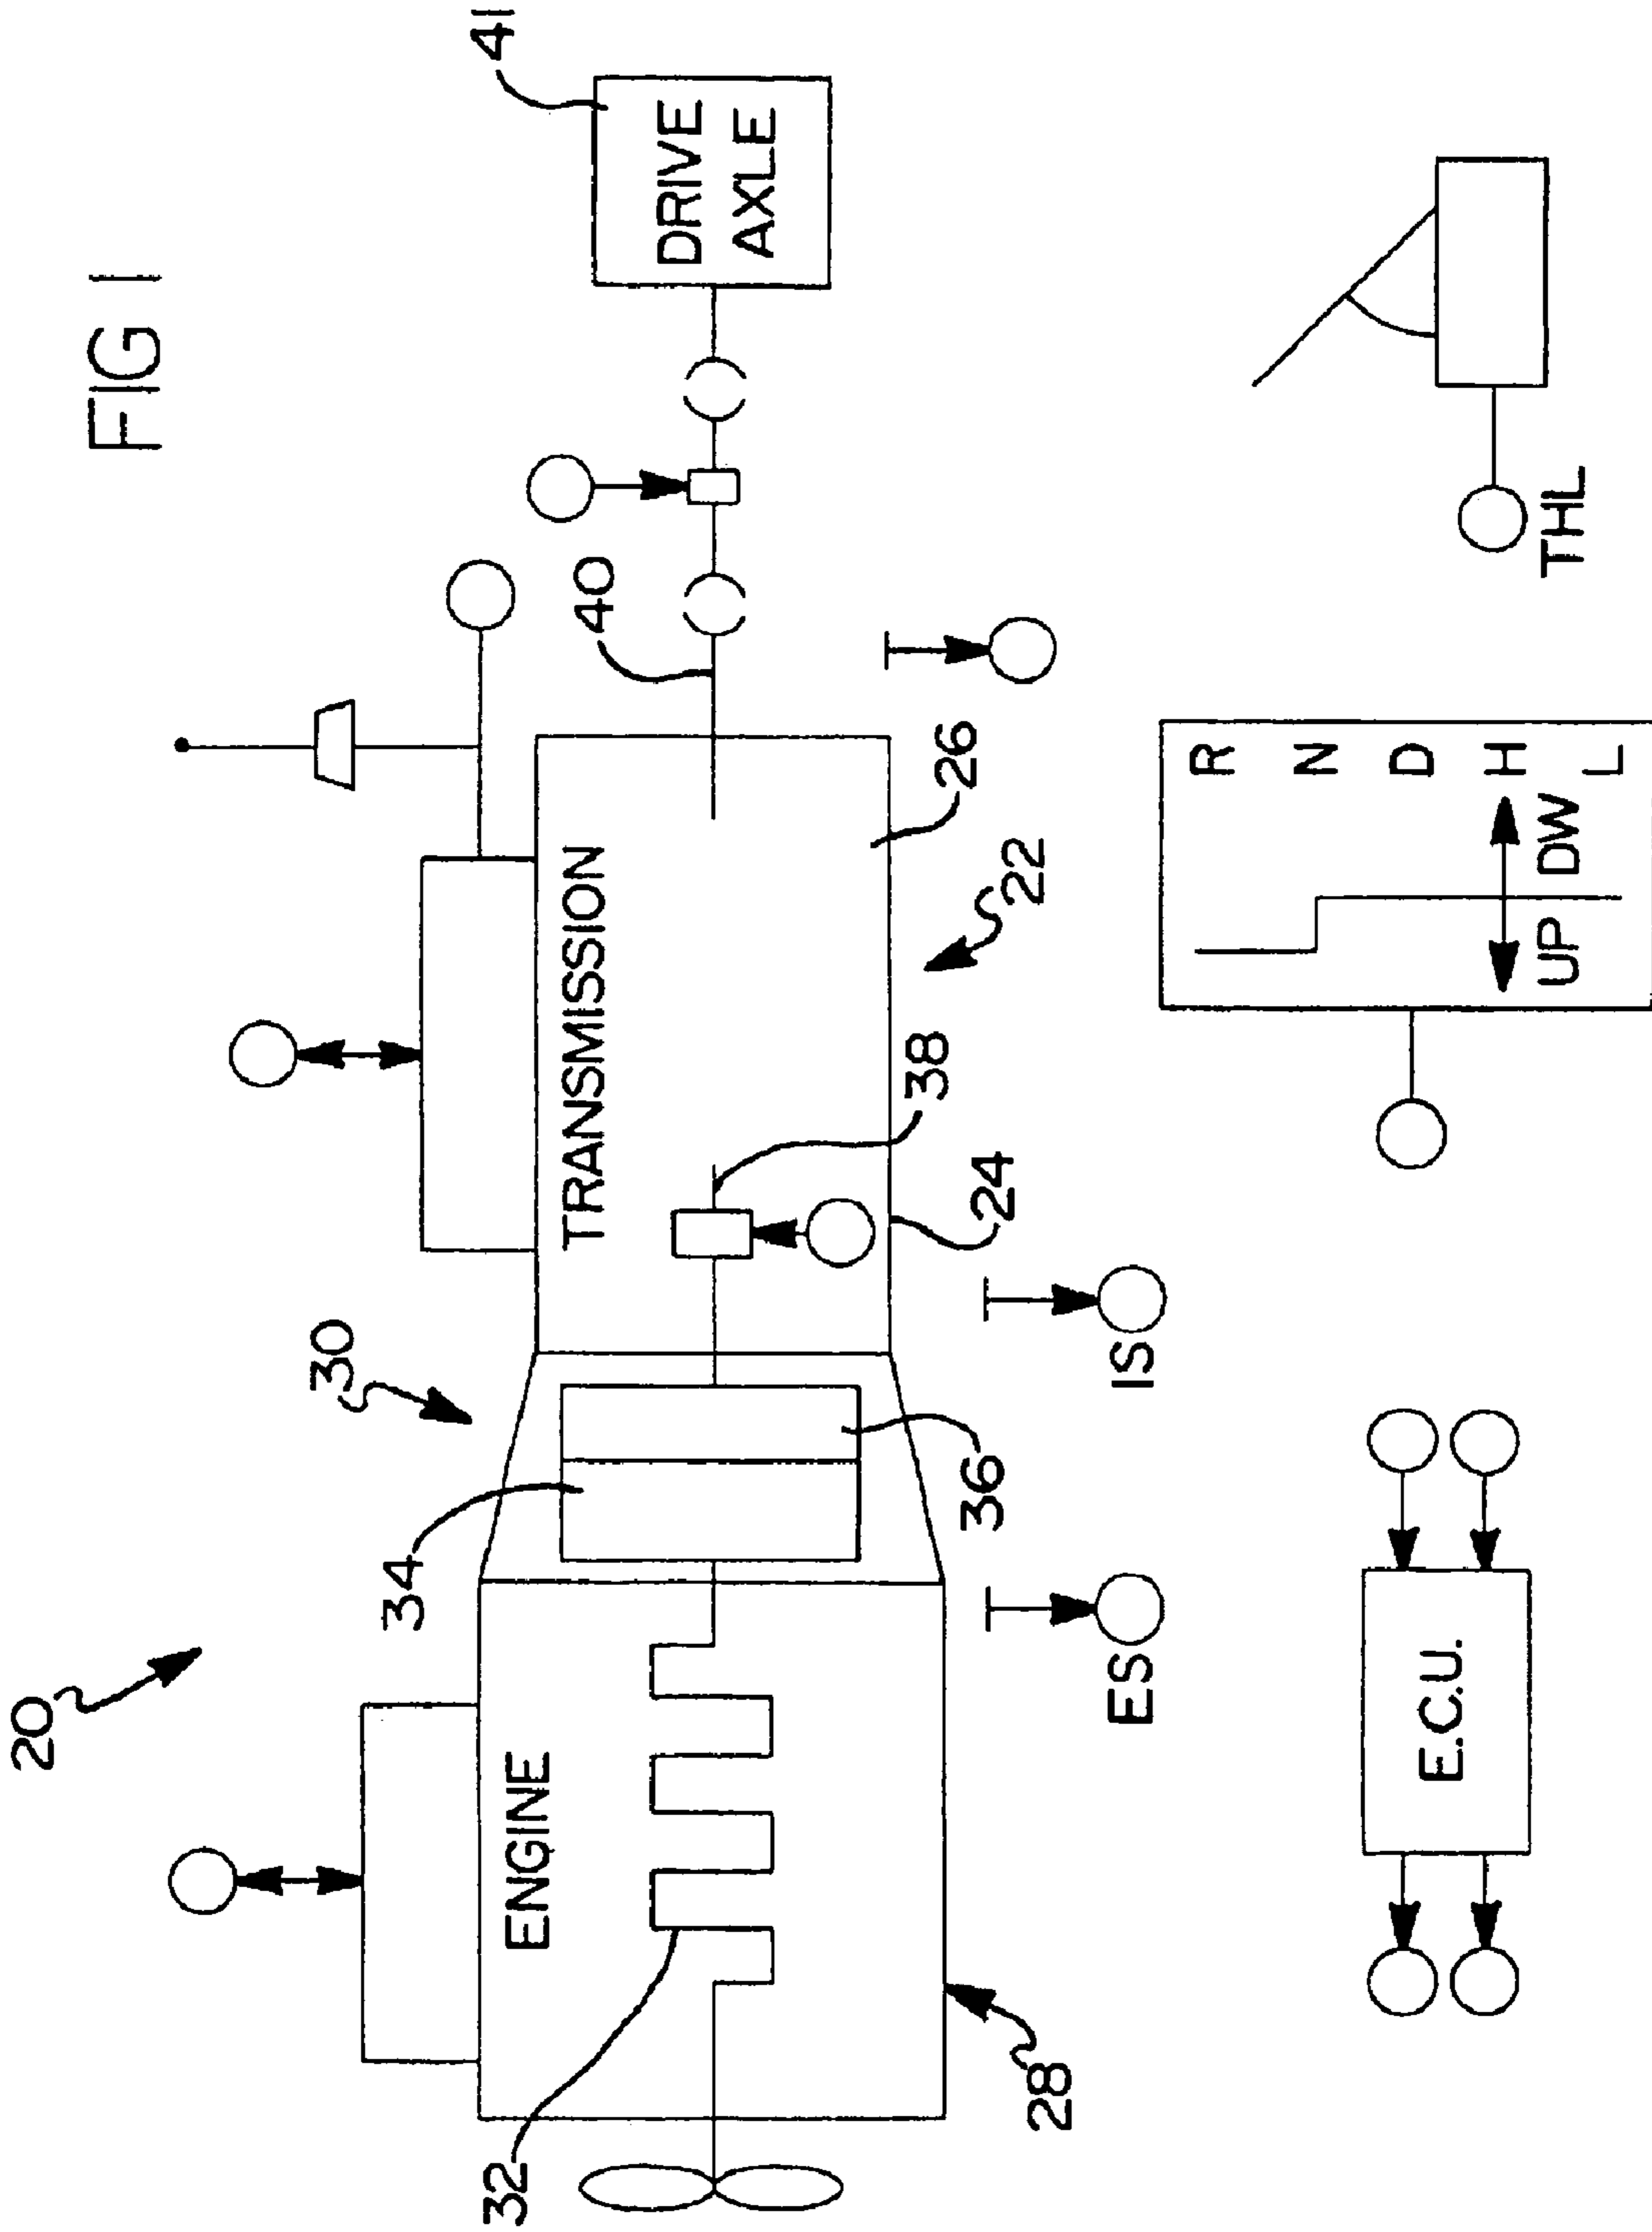 FIG 1
20
30
34
32
ENGINE
28
36
TRANSMISSION
38
24
22
26
40
41
DRIVE
AXLE
ES
IS
E.C.U.
R
N
D
H
L
UP
DW
THL